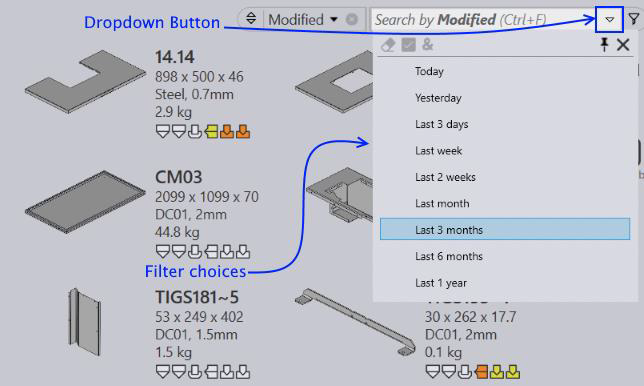 Dropdown Button
Modified
Search by Modified (Ctrl+F)
14.14
898 x 500 x 46
Steel, 0.7mm
2.9 kg
&
Today
Yesterday
Last 3 days
Last week
Last 2 weeks
Last month
Last 3 months
Last 6 months
Last 1 year
CM03
2099 x 1099 x 70
DC01, 2mm
44.8 kg
Filter choices
TIGS181~5
53 x 249 x 402
DC01, 1.5mm
1.5 kg
30 x 262 x 17.7
DC01, 2mm
0.1 kg